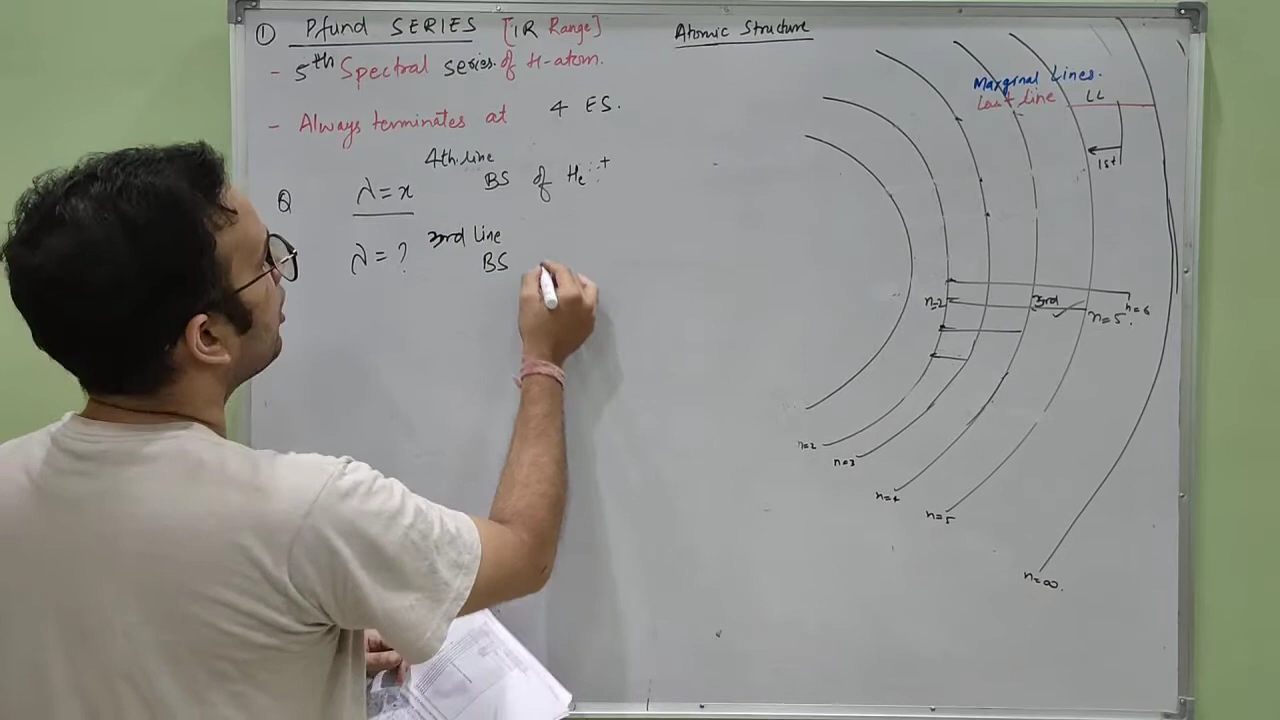 ① Pfund SERIES [IR Range]
Atomic Structure
- 5th Spectral series of H-atom.
- Always terminates at 4 ES.
Q λ = x 4th line BS of He+
λ = ? 3rd Line BS
Marginal Lines.
Last line LL
1st
n=2 3rd n=5 n=6
n=2
n=3
n=4
n=5
n=∞